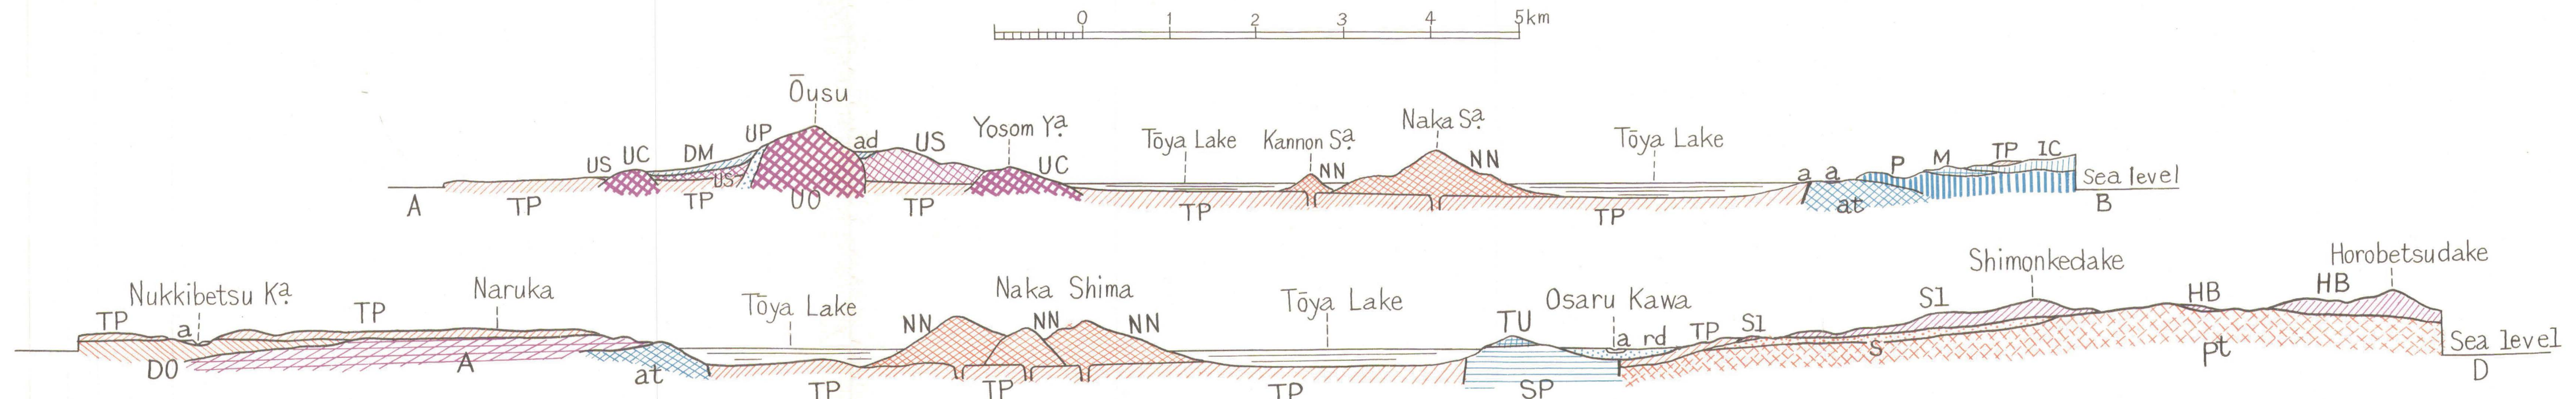 0 1 2 3 4 5km
Ōusu
Yosom Yª
Tōya Lake
Kannon Sª
Naka Sª
Tōya Lake
US UC DM UP ad US UC NN NN a a P M TP IC
US
Sea level
A TP TP UO TP TP TP at B
Nukkibetsu Kª
Naruka
Tōya Lake
Naka Shima
Tōya Lake
Osaru Kawa
Shimonkedake
Horobetsudake
TP a TP NN NN NN TU a rd TP Sl Sl HB HB
Sea level
DO A at TP TP TP SP S pt D